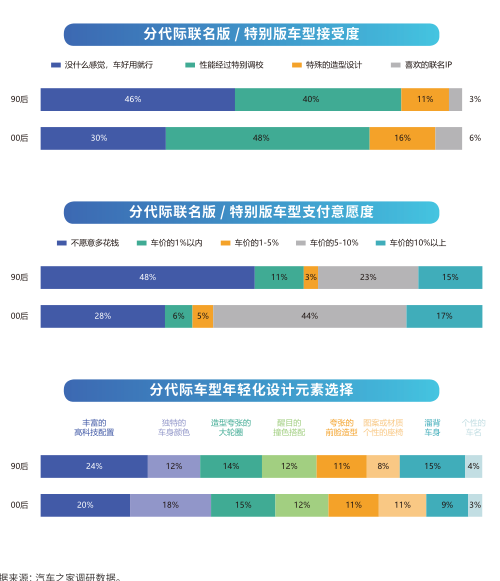 分代际联名版 / 特别版车型接受度
没什么感觉，车好用就行 性能经过特别调校 特殊的造型设计 喜欢的联名IP
90后 46% 40% 11% 3%
00后 30% 48% 16% 6%
分代际联名版 / 特别版车型支付意愿度
不愿意多花钱 车价的1%以内 车价的1-5% 车价的5-10% 车价的10%以上
90后 48% 11% 3% 23% 15%
00后 28% 6% 5% 44% 17%
分代际车型年轻化设计元素选择
丰富的 独特的 造型夸张的 醒目的 夸张的 图案或材质 溜背 个性的
高科技配置 车身颜色 大轮圈 撞色搭配 前脸造型 个性的座椅 车身 车名
90后 24% 12% 14% 12% 11% 8% 15% 4%
00后 20% 18% 15% 12% 11% 11% 9% 3%
据来源：汽车之家调研数据。